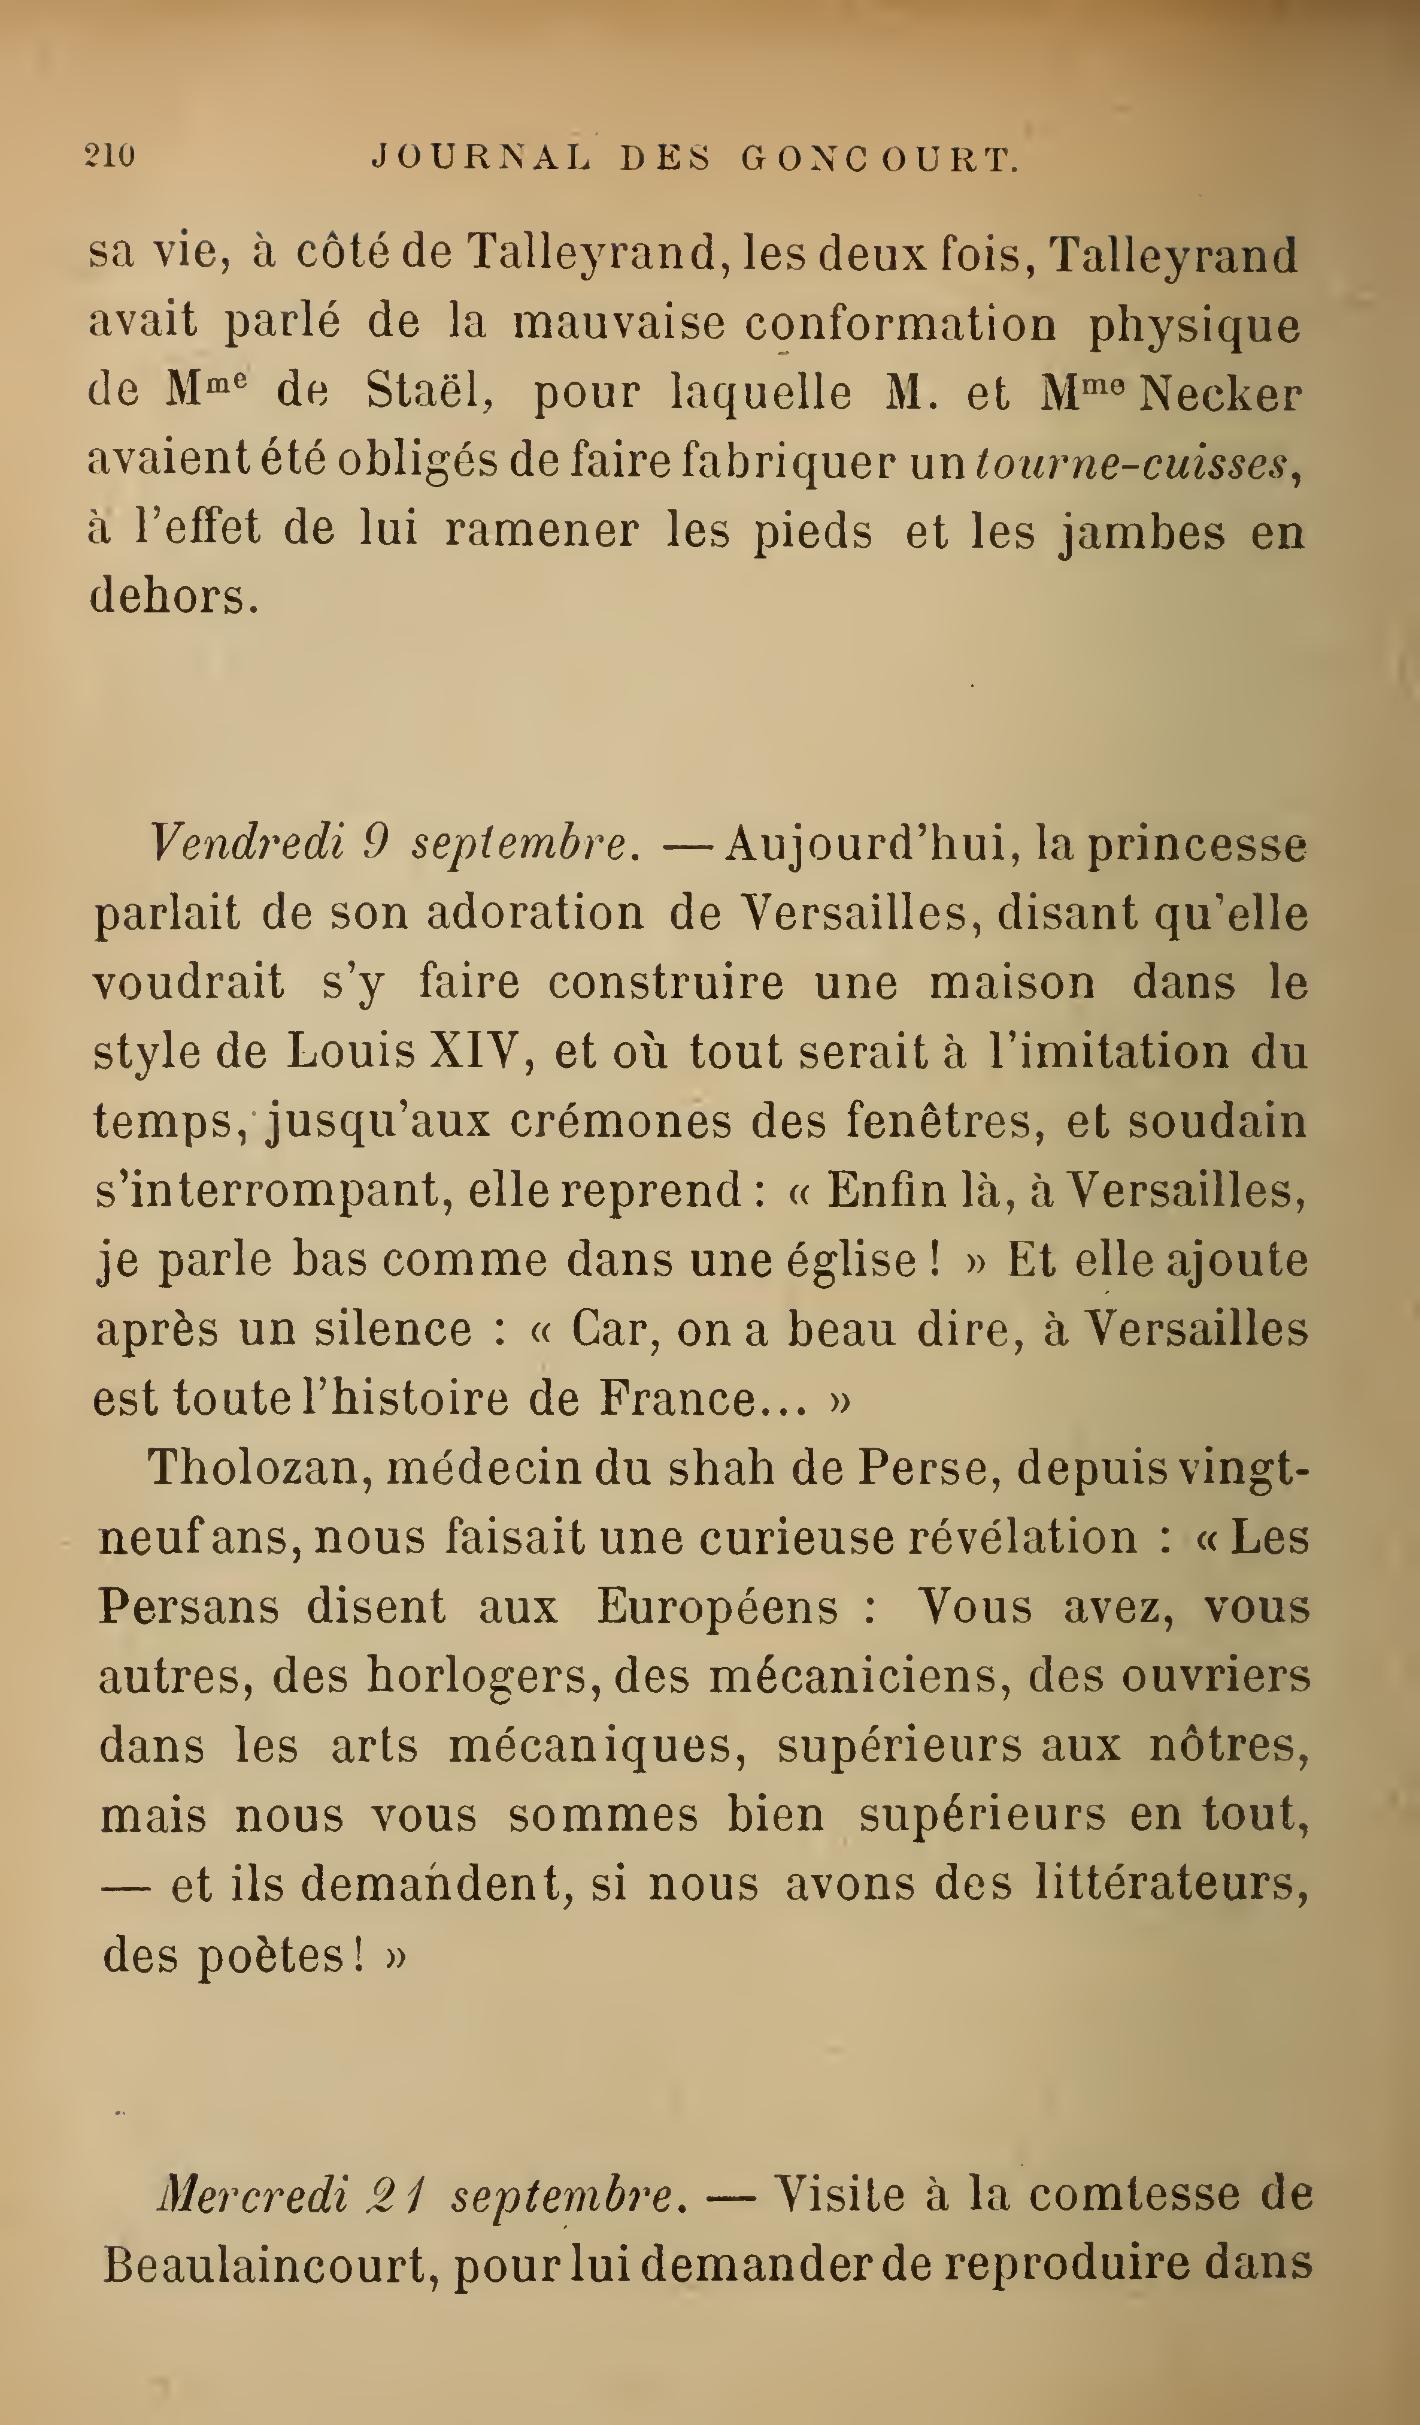 210 JOURNAL DES GONCOURT.
sa vie, à côté de Talleyrand, les deux fois, Talleyrand
avait parlé de la mauvaise conformation physique
de Mme de Staël, pour laquelle M. et Mme Necker
avaient été obligés de faire fabriquer un tourne-cuisses,
à l'effet de lui ramener les pieds et les jambes en
dehors.
Vendredi 9 septembre. — Aujourd'hui, la princesse
parlait de son adoration de Versailles, disant qu'elle
voudrait s'y faire construire une maison dans le
style de Louis XIV, et où tout serait à l'imitation du
temps, jusqu'aux crémones des fenêtres, et soudain
s'interrompant, elle reprend : « Enfin là, à Versailles,
je parle bas comme dans une église ! » Et elle ajoute
après un silence : « Car, on a beau dire, à Versailles
est toute l'histoire de France... »
Tholozan, médecin du shah de Perse, depuis vingt-
neuf ans, nous faisait une curieuse révélation : « Les
Persans disent aux Européens : Vous avez, vous
autres, des horlogers, des mécaniciens, des ouvriers
dans les arts mécaniques, supérieurs aux nôtres,
mais nous vous sommes bien supérieurs en tout,
— et ils demandent, si nous avons des littérateurs,
des poètes ! »
Mercredi 21 septembre. — Visite à la comtesse de
Beaulaincourt, pour lui demander de reproduire dans